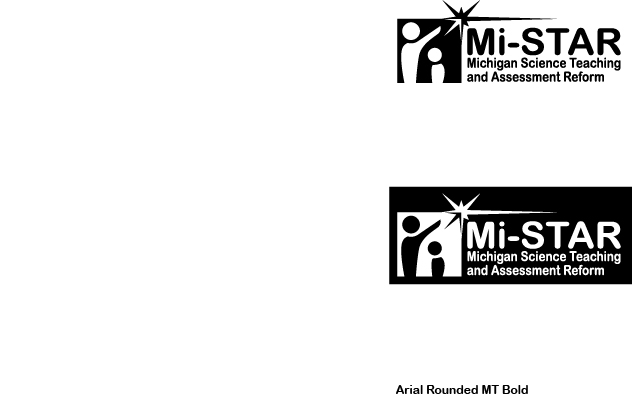 Mi-STAR
Michigan Science Teaching
and Assessment Reform
Mi-STAR
Michigan Science Teaching
and Assessment Reform
Arial Rounded MT Bold